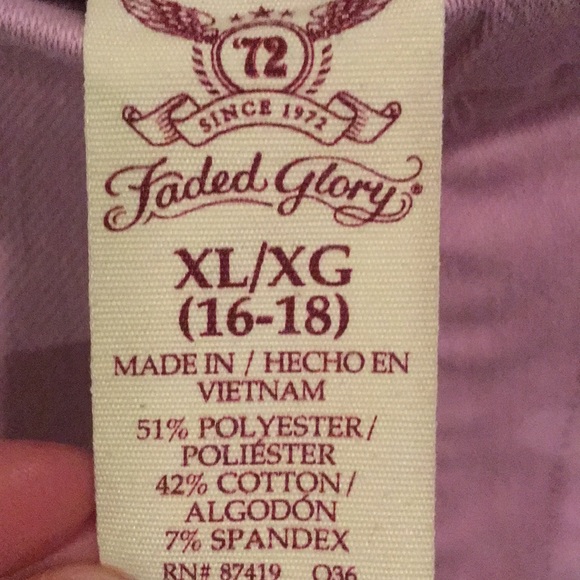 '72
SINCE 1972
Faded Glory®
XL/XG
(16-18)
MADE IN / HECHO EN
VIETNAM
51% POLYESTER/
POLIÉSTER
42% COTTON/
ALGODÓN
7% SPANDEX
RN# 87419 Q36